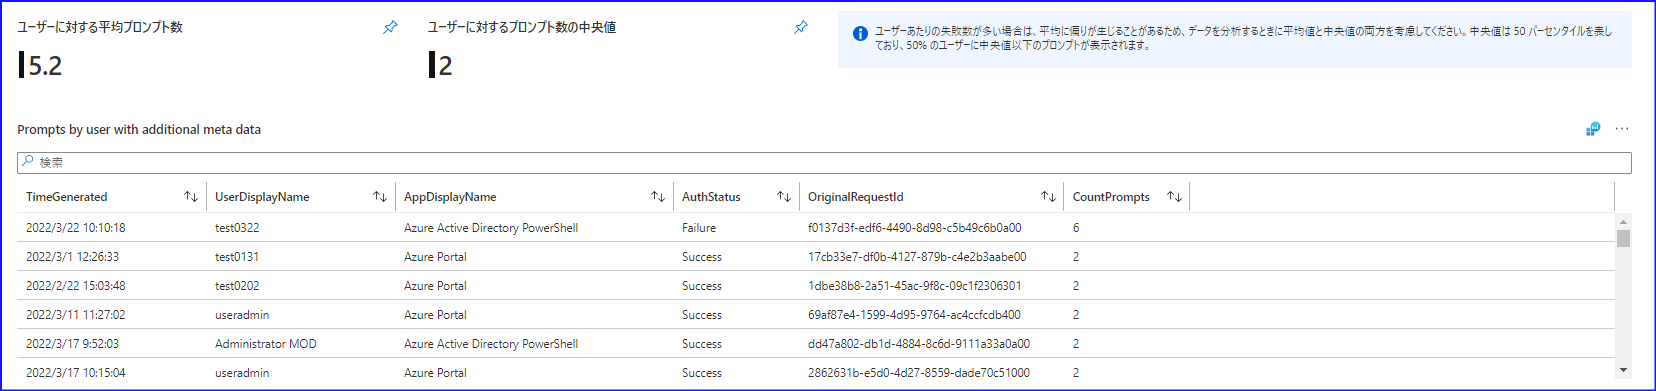 ユーザーに対する平均プロンプト数
5.2
ユーザーに対するプロンプト数の中央値
2
ユーザーあたりの失敗数が多い場合は、平均に偏りが生じることがあるため、データを分析するときに平均値と中央値の両方を考慮してください。中央値は 50 パーセンタイルを表し
ており、50% のユーザーに中央値以下のプロンプトが表示されます。
Prompts by user with additional meta data
検索
TimeGenerated UserDisplayName AppDisplayName AuthStatus OriginalRequestId CountPrompts
2022/3/22 10:10:18 test0322 Azure Active Directory PowerShell Failure f0137d3f-edf6-4490-8d98-c5b49c6b0a00 6
2022/3/1 12:26:33 test0131 Azure Portal Success 17cb33e7-df0b-4127-879b-c4e2b3aabe00 2
2022/2/22 15:03:48 test0202 Azure Portal Success 1dbe38b8-2a51-45ac-9f8c-09c1f2306301 2
2022/3/11 11:27:02 useradmin Azure Portal Success 69af87e4-1599-4d95-9764-ac4ccfcdb400 2
2022/3/17 9:52:03 Administrator MOD Azure Active Directory PowerShell Success dd47a802-db1d-4884-8c6d-9111a33a0a00 2
2022/3/17 10:15:04 useradmin Azure Portal Success 2862631b-e5d0-4d27-8559-dade70c51000 2